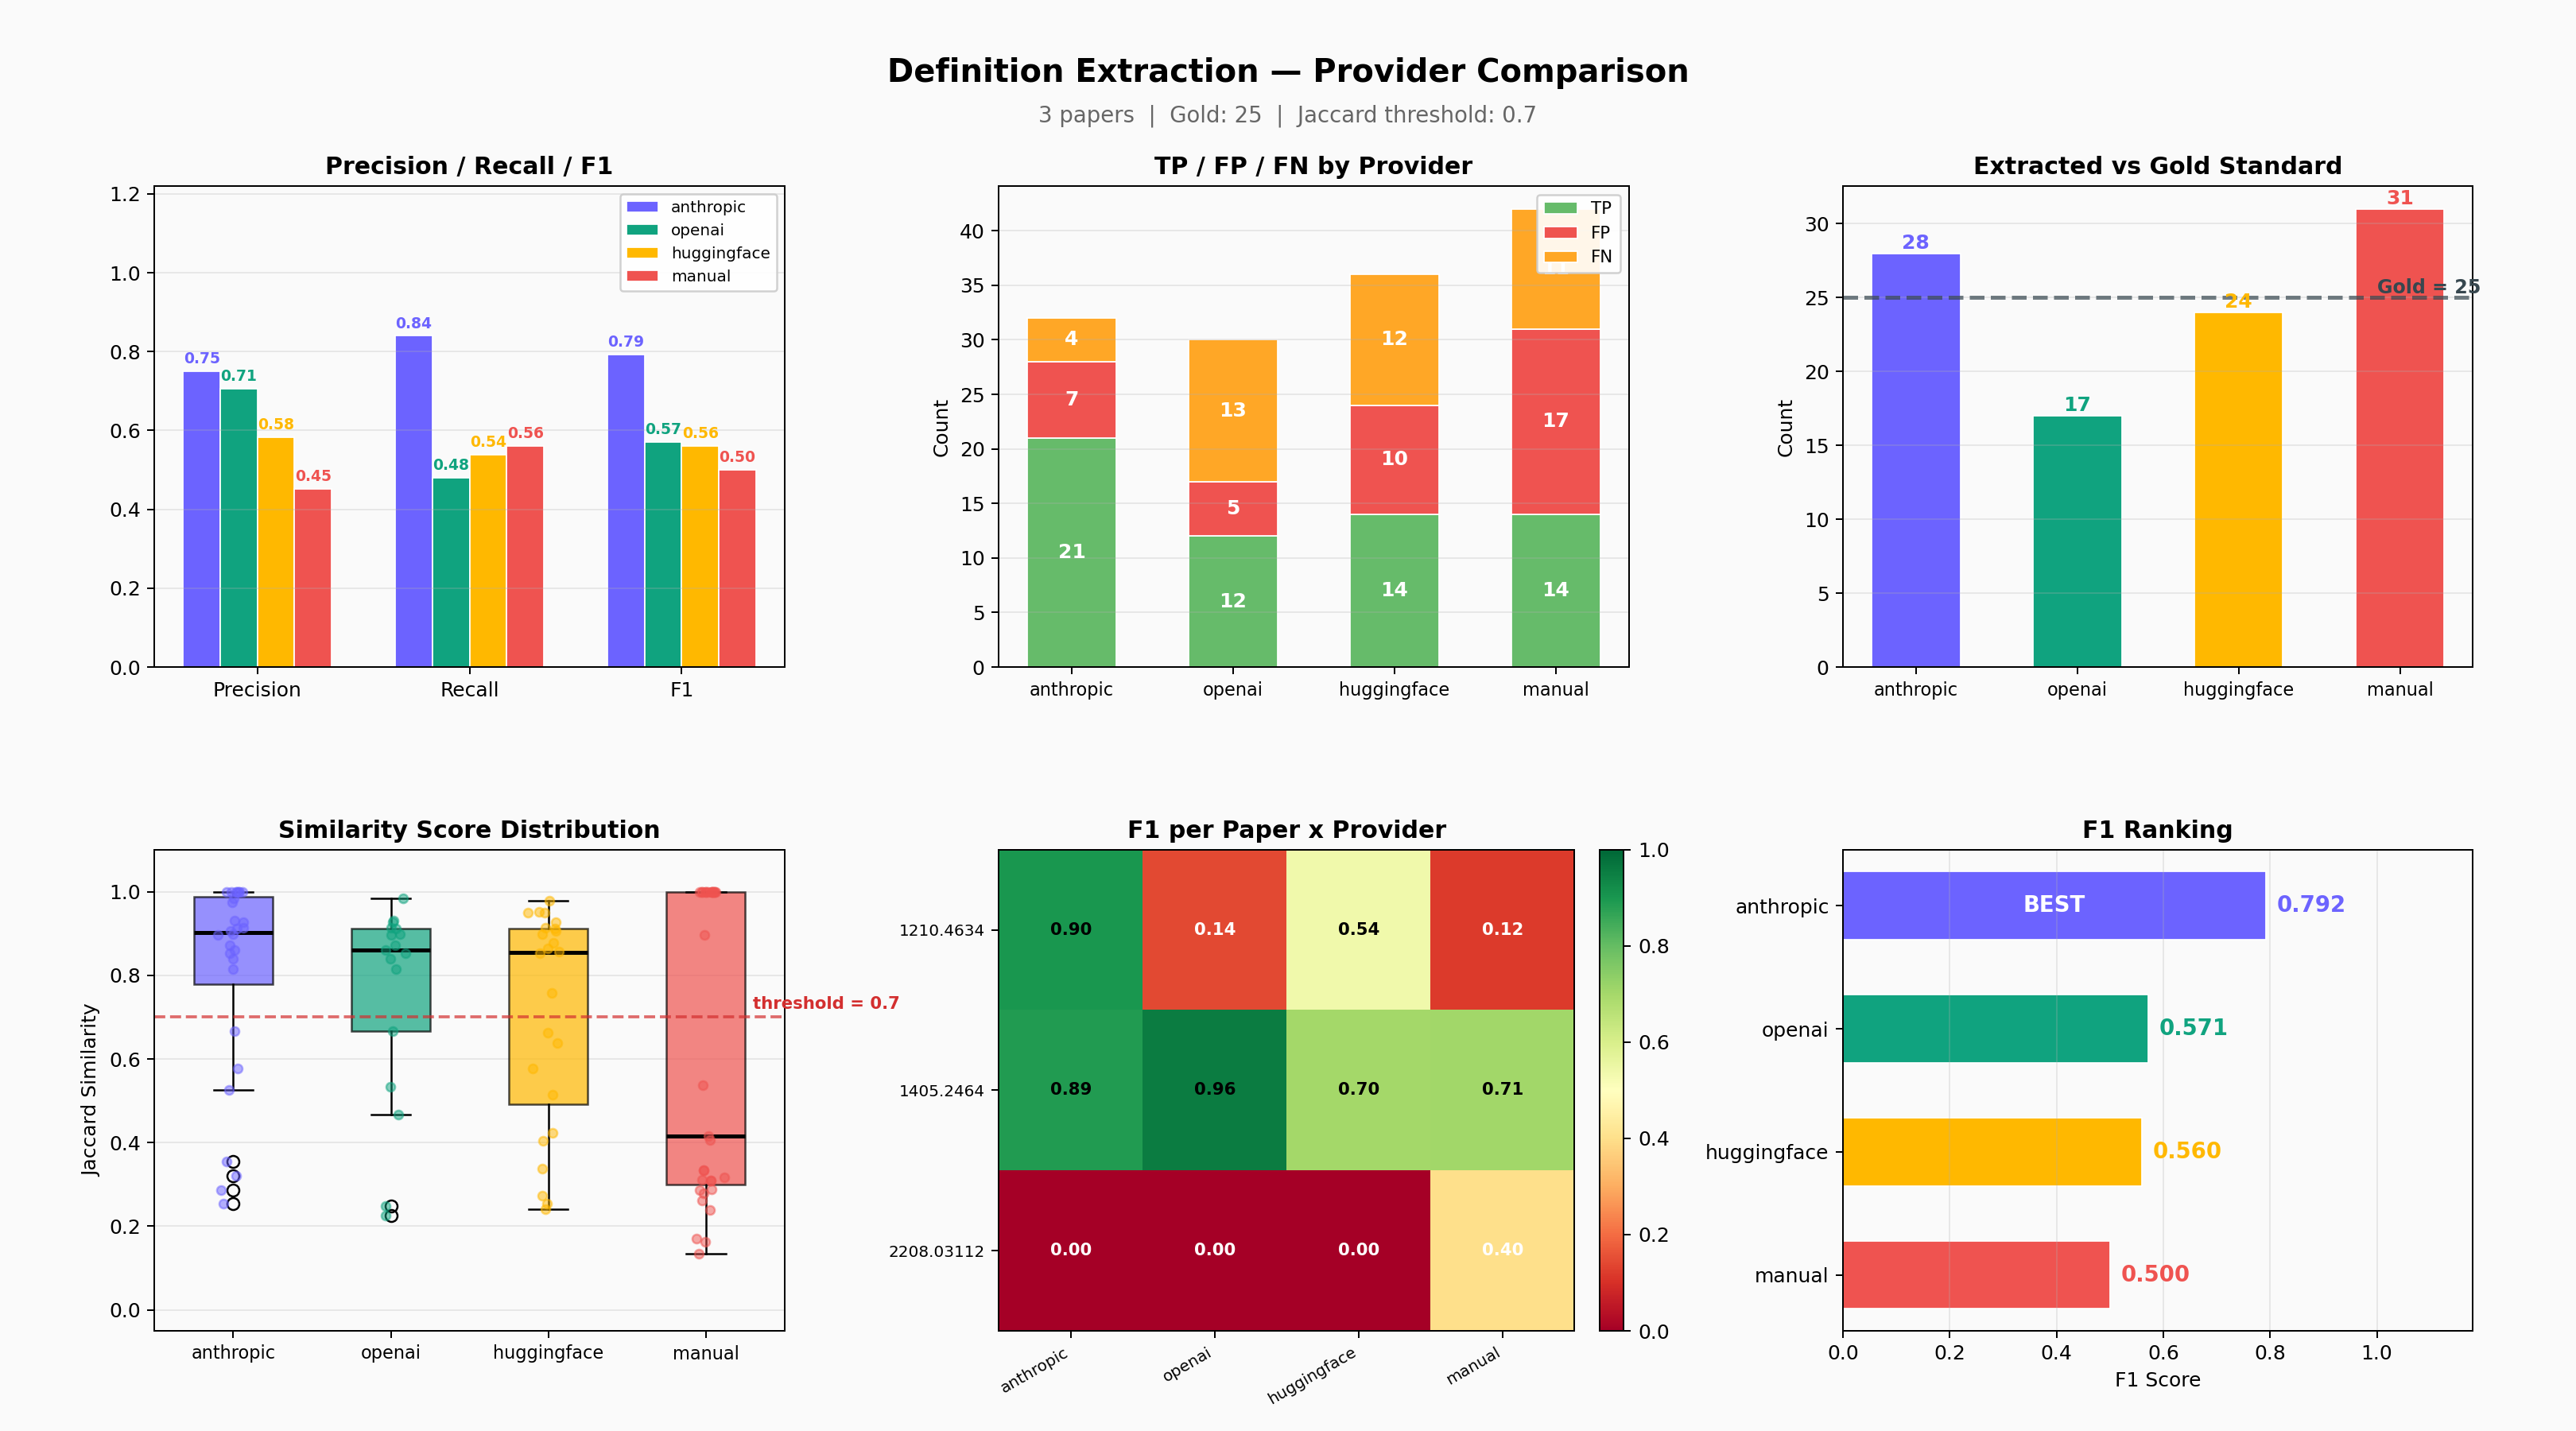 Definition Extraction — Provider Comparison
3 papers | Gold: 25 | Jaccard threshold: 0.7
Precision / Recall / F1
1.2
1.0
0.8
0.6
0.4
0.2
0.0
anthropic
openai
huggingface
manual
0.75
0.71
0.58
0.45
0.84
0.48
0.54
0.56
0.79
0.57
0.56
0.50
Precision
Recall
F1
TP / FP / FN by Provider
Count
40
35
30
25
20
15
10
5
0
TP
FP
FN
4
7
21
13
5
12
12
10
14
17
14
anthropic
openai
huggingface
manual
Extracted vs Gold Standard
Count
30
25
20
15
10
5
0
28
17
24
31
Gold = 25
anthropic
openai
huggingface
manual
Similarity Score Distribution
Jaccard Similarity
1.0
0.8
0.6
0.4
0.2
0.0
threshold = 0.7
anthropic
openai
huggingface
manual
F1 per Paper x Provider
1210.4634
0.90
0.14
0.54
0.12
1405.2464
0.89
0.96
0.70
0.71
2208.03112
0.00
0.00
0.00
0.40
anthropic
openai
huggingface
manual
1.0
0.8
0.6
0.4
0.2
0.0
F1 Ranking
anthropic
BEST
0.792
openai
0.571
huggingface
0.560
manual
0.500
0.0
0.2
0.4
0.6
0.8
1.0
F1 Score